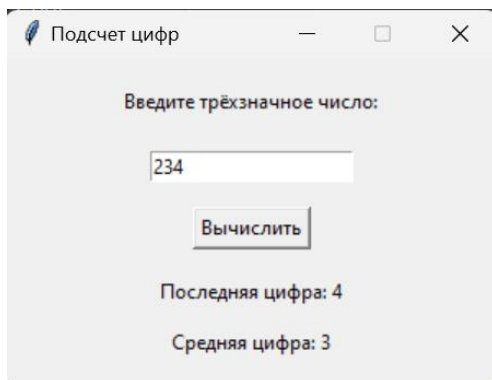 Подсчет цифр
Введите трёхзначное число:
234
Вычислить
Последняя цифра: 4
Средняя цифра: 3